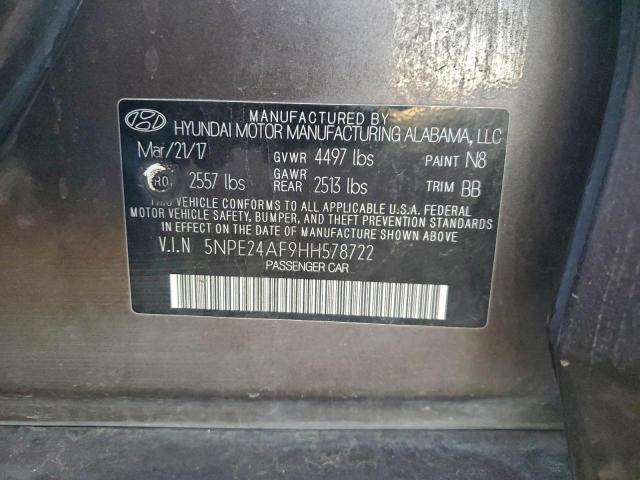 MANUFACTURED BY
HYUNDAI MOTOR MANUFACTURING ALABAMA, LLC
Mar/21/17 GVWR 4497 lbs PAINT N8
2557 lbs GAWR REAR 2513 lbs TRIM BB
THIS VEHICLE CONFORMS TO ALL APPLICABLE U.S.A. FEDERAL
MOTOR VEHICLE SAFETY, BUMPER, AND THEFT PREVENTION STANDARDS
IN EFFECT ON THE DATE OF MANUFACTURE SHOWN ABOVE.
V.I.N 5NPE24AF9HH578722
PASSENGER CAR